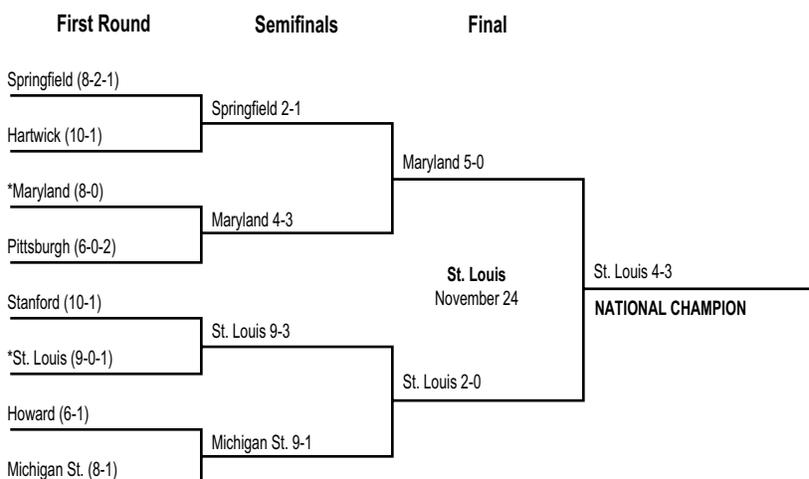 First Round
Semifinals
Final
Springfield (8-2-1)
Springfield 2-1
Hartwick (10-1)
Maryland 5-0
*Maryland (8-0)
Maryland 4-3
Pittsburgh (6-0-2)
St. Louis
November 24
St. Louis 4-3
NATIONAL CHAMPION
Stanford (10-1)
St. Louis 9-3
*St. Louis (9-0-1)
St. Louis 2-0
Howard (6-1)
Michigan St. 9-1
Michigan St. (8-1)